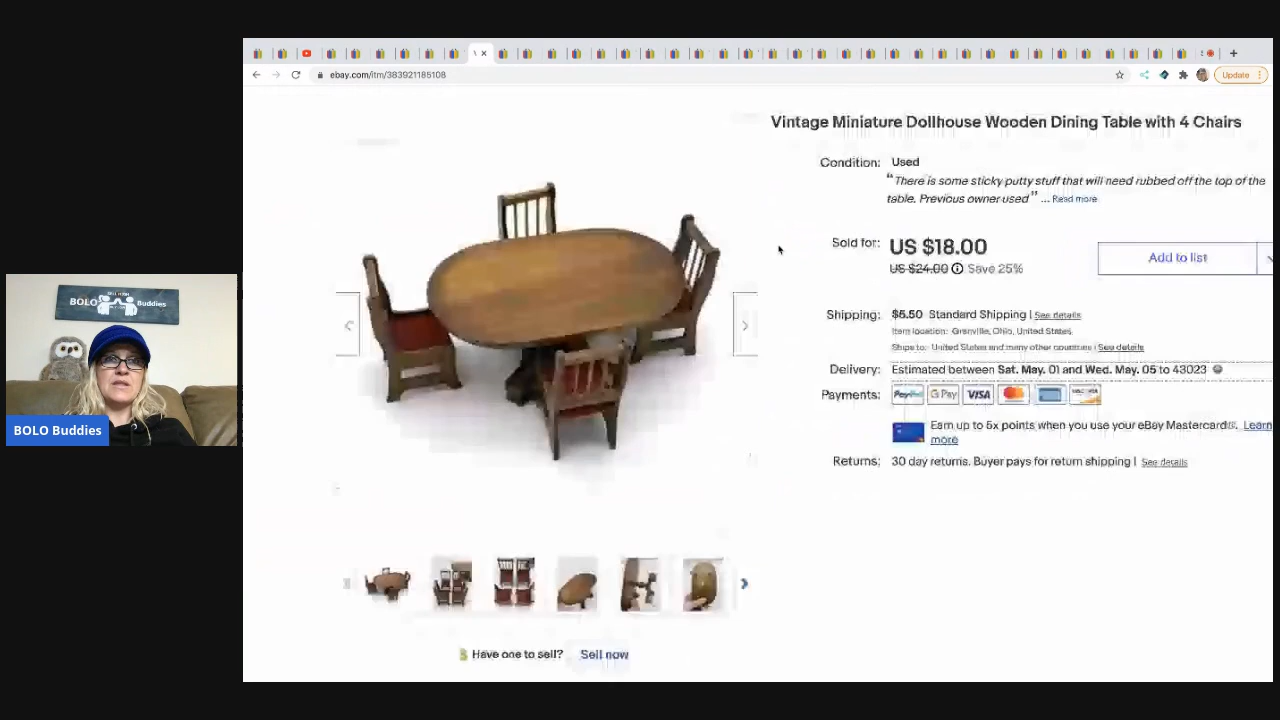 ebay.com/itm/383921185108
Update
Vintage Miniature Dollhouse Wooden Dining Table with 4 Chairs
Condition: Used
"There is some sticky putty stuff that will need rubbed off the top of the
table. Previous owner used" ... Read more
Sold for: US $18.00
US $24.00 Save 25%
Add to list
Shipping: $5.50 Standard Shipping | See details
Item location: Granville, Ohio, United States
Ships to: United States and many other countries | See details
Delivery: Estimated between Sat. May. 01 and Wed. May. 05 to 43023
Payments: PayPal G Pay VISA
Earn up to 5x points when you use your eBay Mastercard®. Learn
more
Returns: 30 day returns. Buyer pays for return shipping | See details
Have one to sell? Sell now
BOLO Buddies
BOLO Buddies